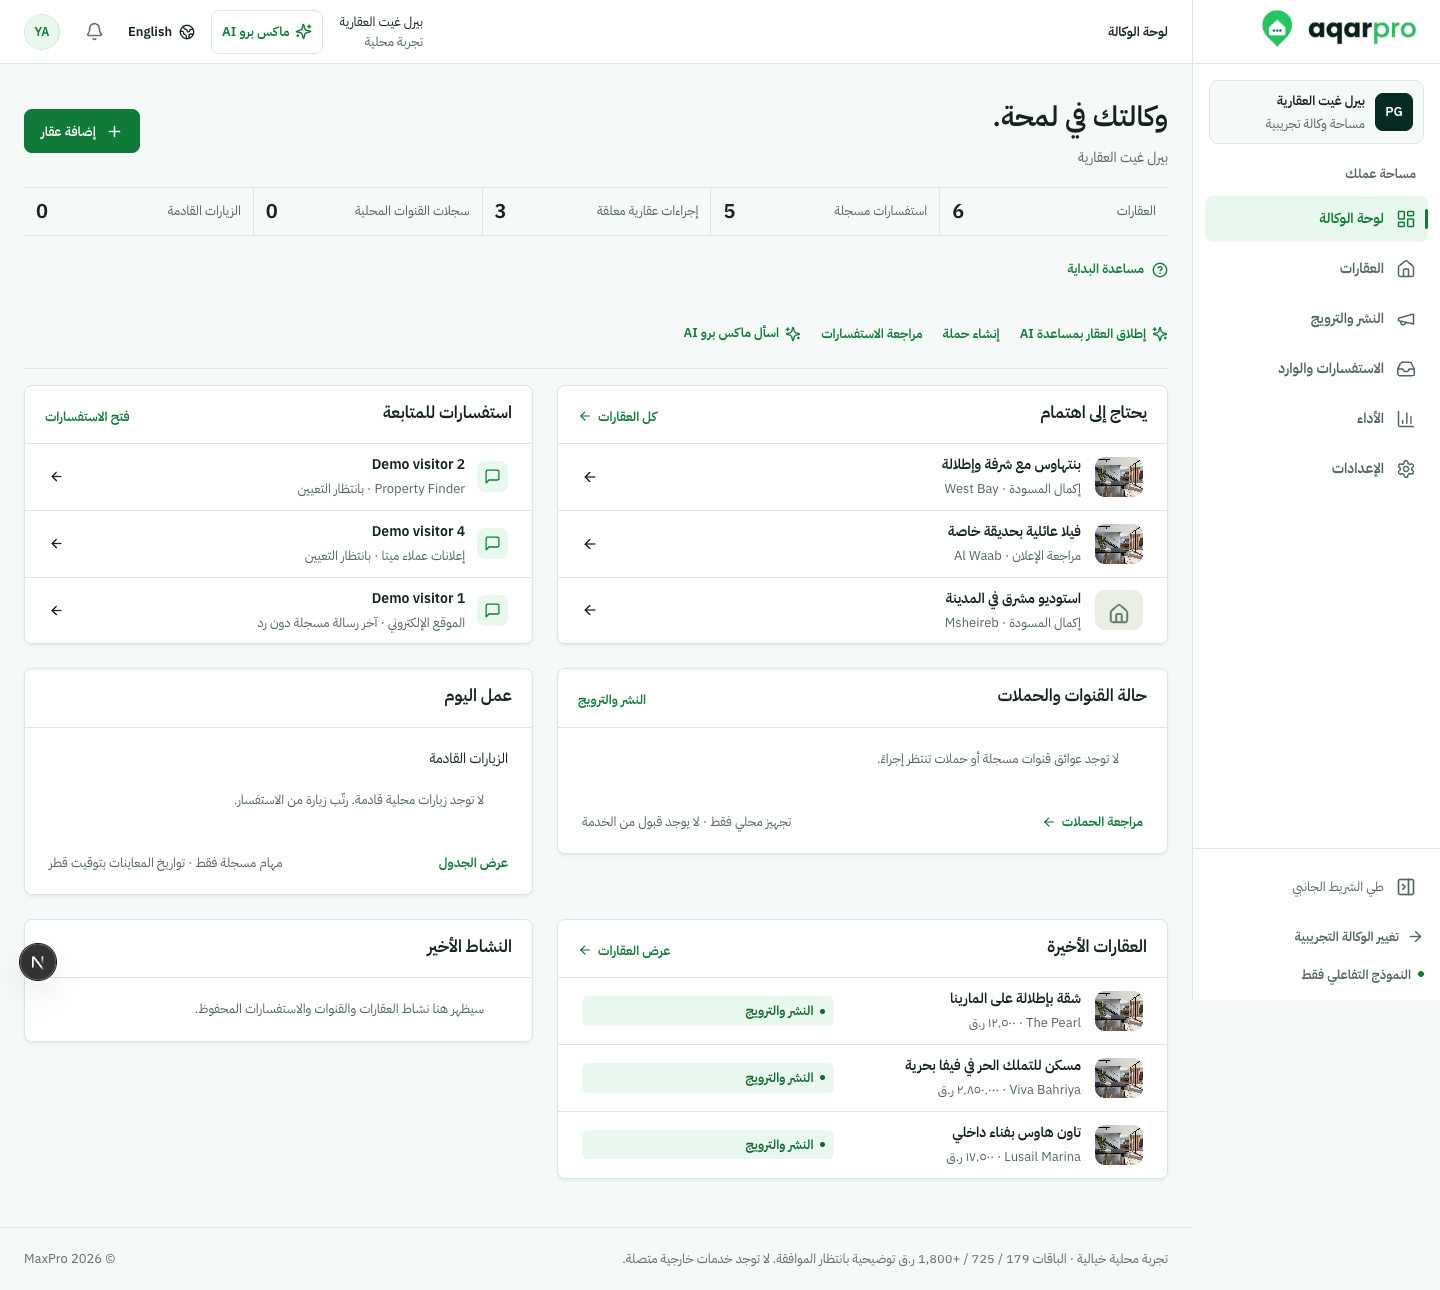 aqarpro
لوحة الوكالة
بيرل غيت العقارية
تجربة محلية
ماكس برو AI
English
YA
PG
بيرل غيت العقارية
مساحة وكالة تجريبية
مساحة عملك
لوحة الوكالة
العقارات
النشر والترويج
الاستفسارات والوارد
الأداء
الإعدادات
طي الشريط الجانبي
تغيير الوكالة التجريبية
النموذج التفاعلي فقط
وكالتك في لمحة.
بيرل غيت العقارية
إضافة عقار
العقارات 6
استفسارات مسجلة 5
إجراءات عقارية معلقة 3
سجلات القنوات المحلية 0
الزيارات القادمة 0
مساعدة البداية
إطلاق العقار بمساعدة AI
إنشاء حملة
مراجعة الاستفسارات
اسأل ماكس برو AI
يحتاج إلى اهتمام
كل العقارات
بنتهاوس مع شرفة وإطلالة
إكمال المسودة · West Bay
فيلا عائلية بحديقة خاصة
مراجعة الإعلان · Al Waab
استوديو مشرق في المدينة
إكمال المسودة · Msheireb
استفسارات للمتابعة
فتح الاستفسارات
Demo visitor 2
Property Finder · بانتظار التعيين
Demo visitor 4
إعلانات عملاء ميتا · بانتظار التعيين
Demo visitor 1
الموقع الإلكتروني · آخر رسالة مسجلة دون رد
حالة القنوات والحملات
النشر والترويج
لا توجد عوائق قنوات مسجلة أو حملات تنتظر إجراءً.
مراجعة الحملات
تجهيز محلي فقط · لا يوجد قبول من الخدمة
عمل اليوم
الزيارات القادمة
لا توجد زيارات محلية قادمة. رتّب زيارة من الاستفسار.
عرض الجدول
مهام مسجلة فقط · تواريخ المعاينات بتوقيت قطر
العقارات الأخيرة
عرض العقارات
شقة بإطلالة على المارينا
The Pearl · ١٢٬٥٠٠ ر.ق
النشر والترويج
مسكن للتملك الحر في فيفا بحرية
Viva Bahriya · ٢٬٨٥٠٬٠٠٠ ر.ق
النشر والترويج
تاون هاوس بفناء داخلي
Lusail Marina · ١٧٬٥٠٠ ر.ق
النشر والترويج
النشاط الأخير
سيظهر هنا نشاط العقارات والقنوات والاستفسارات المحفوظ.
N
تجربة محلية خيالية · الباقات 179 / 725 / +1,800 ر.ق توضيحية بانتظار الموافقة. لا توجد خدمات خارجية متصلة.
© 2026 MaxPro